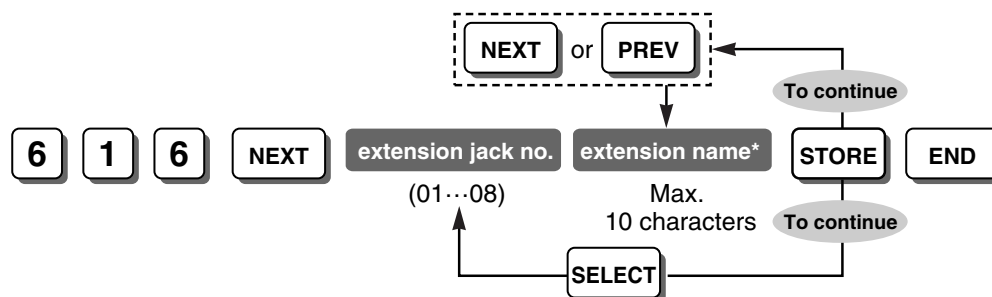 NEXT or PREV
To continue
6 1 6 NEXT extension jack no. extension name* STORE END
(01···08) Max.
10 characters
To continue
SELECT